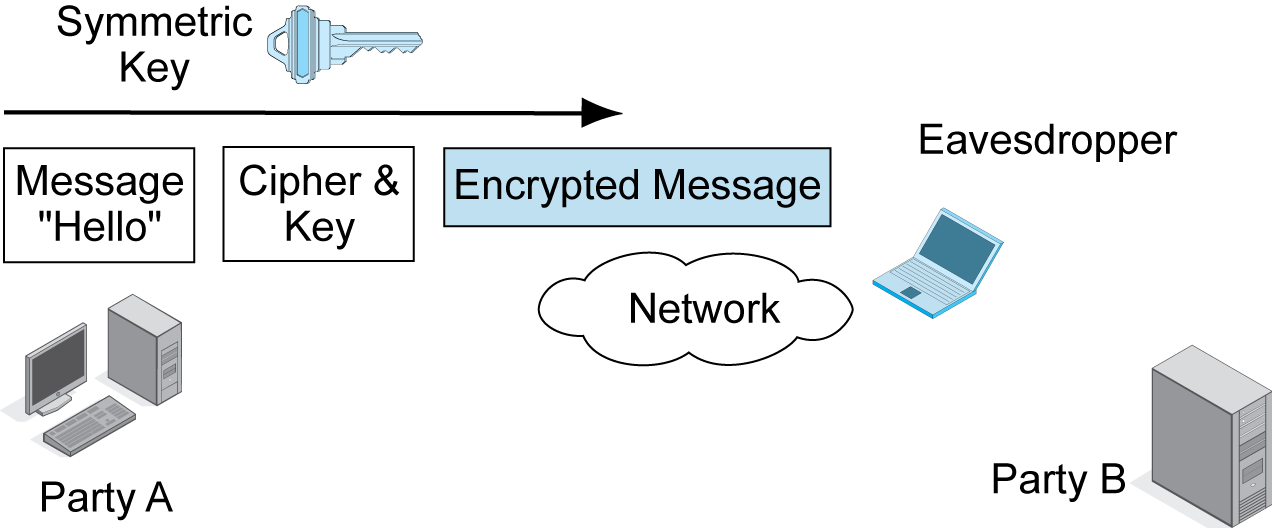 Symmetric
Key
Eavesdropper
Message
"Hello"
Cipher &
Key
Encrypted Message
Network
Party A
Party B